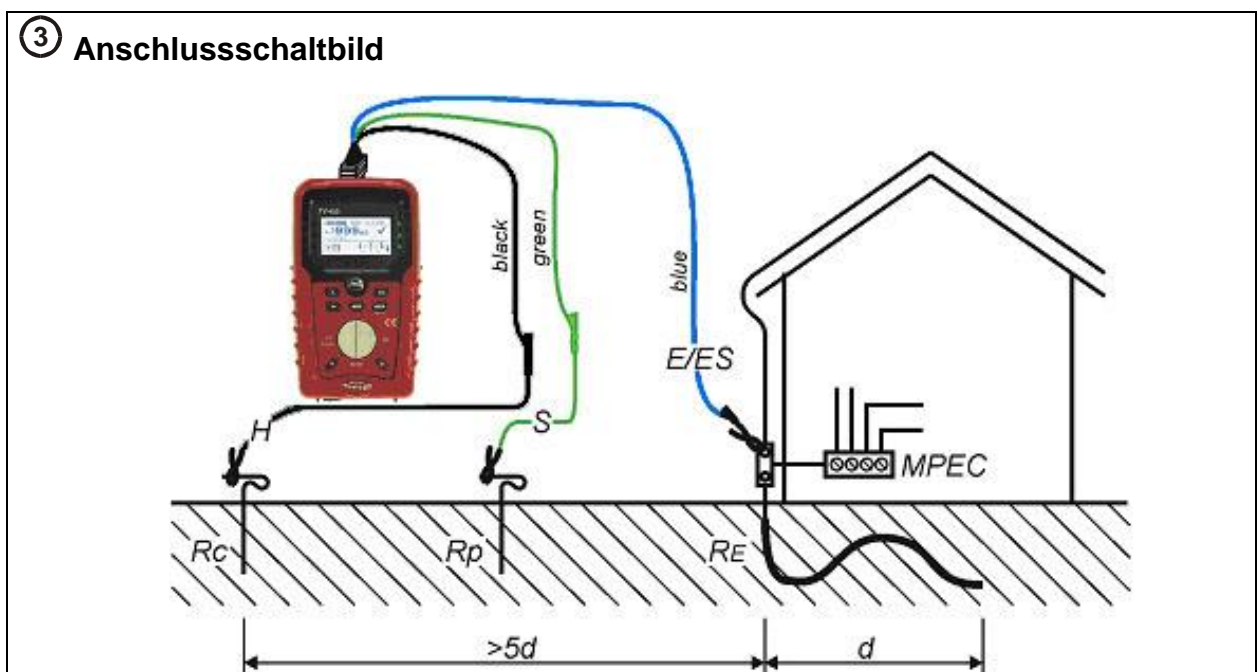 3 Anschlussschaltbild
black
green
blue
E/ES
H
S
MPEC
Rc
Rp
RE
>5d
d